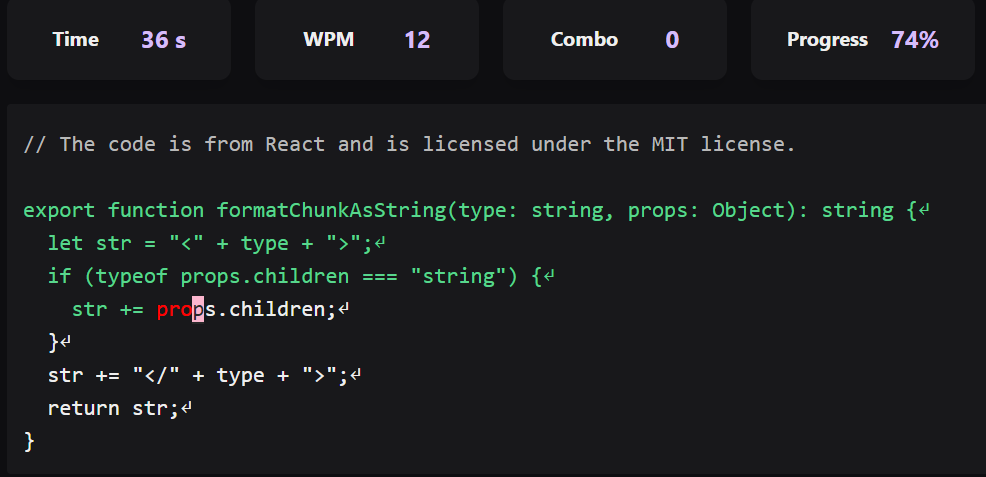 Time 36 s WPM 12 Combo 0 Progress 74%
// The code is from React and is licensed under the MIT license.
export function formatChunkAsString(type: string, props: Object): string {↵
  let str = "<" + type + ">";↵
  if (typeof props.children === "string") {↵
    str += props.children;↵
  }↵
  str += "</" + type + ">";↵
  return str;↵
}